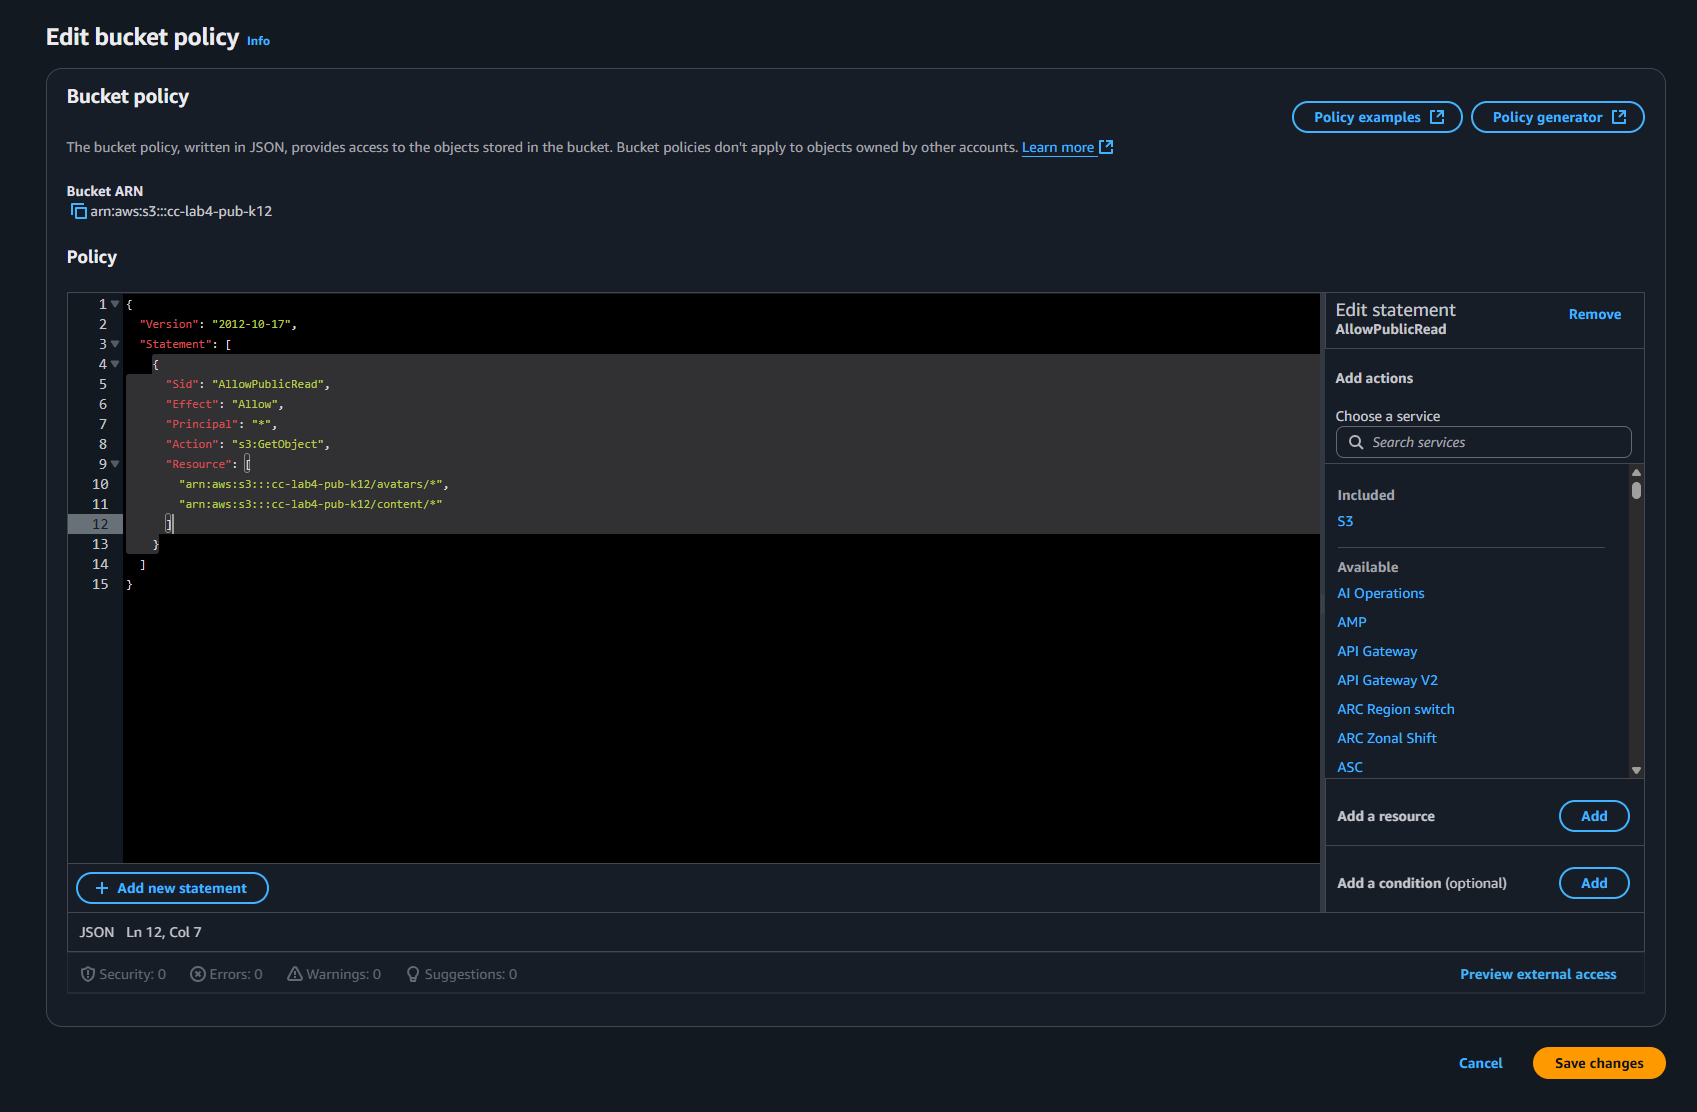 Edit bucket policy Info
Bucket policy
Policy examples
Policy generator
The bucket policy, written in JSON, provides access to the objects stored in the bucket. Bucket policies don't apply to objects owned by other accounts. Learn more
Bucket ARN
arn:aws:s3:::cc-lab4-pub-k12
Policy
1 {
2 "Version": "2012-10-17",
3 "Statement": [
4 {
5 "Sid": "AllowPublicRead",
6 "Effect": "Allow",
7 "Principal": "*",
8 "Action": "s3:GetObject",
9 "Resource": [
10 "arn:aws:s3:::cc-lab4-pub-k12/avatars/*",
11 "arn:aws:s3:::cc-lab4-pub-k12/content/*"
12 ]
13 }
14 ]
15 }
Edit statement
Remove
AllowPublicRead
Add actions
Choose a service
Search services
Included
S3
Available
AI Operations
AMP
API Gateway
API Gateway V2
ARC Region switch
ARC Zonal Shift
ASC
Add a resource
Add
Add a condition (optional)
Add
+ Add new statement
JSON Ln 12, Col 7
Security: 0 Errors: 0 Warnings: 0 Suggestions: 0
Preview external access
Cancel
Save changes